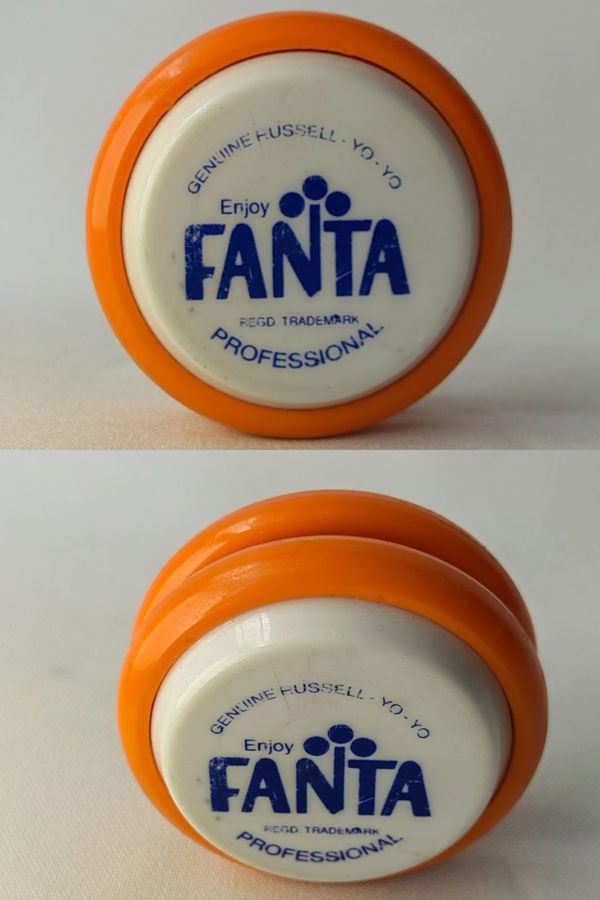 GENUINE RUSSELL - YO - YO
Enjoy
FANTA
REGD. TRADEMARK
PROFESSIONAL
GENUINE RUSSELL - YO - YO
Enjoy
FANTA
REGD. TRADEMARK
PROFESSIONAL